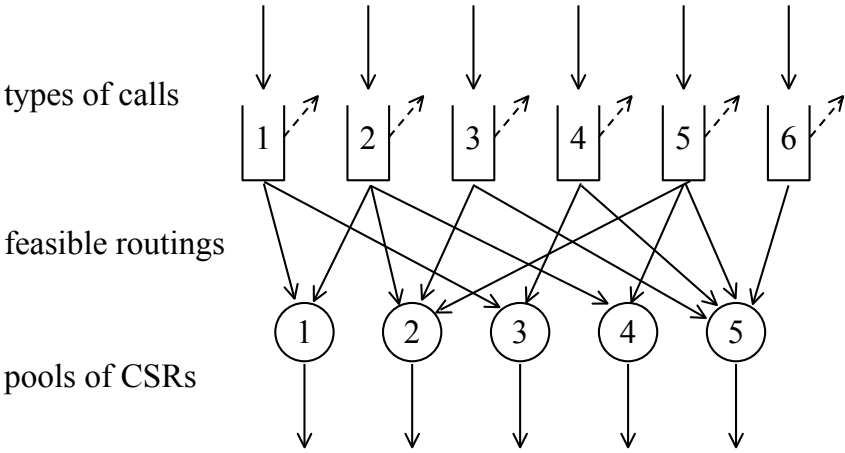 types of calls
1 2 3 4 5 6
feasible routings
1 2 3 4 5
pools of CSRs